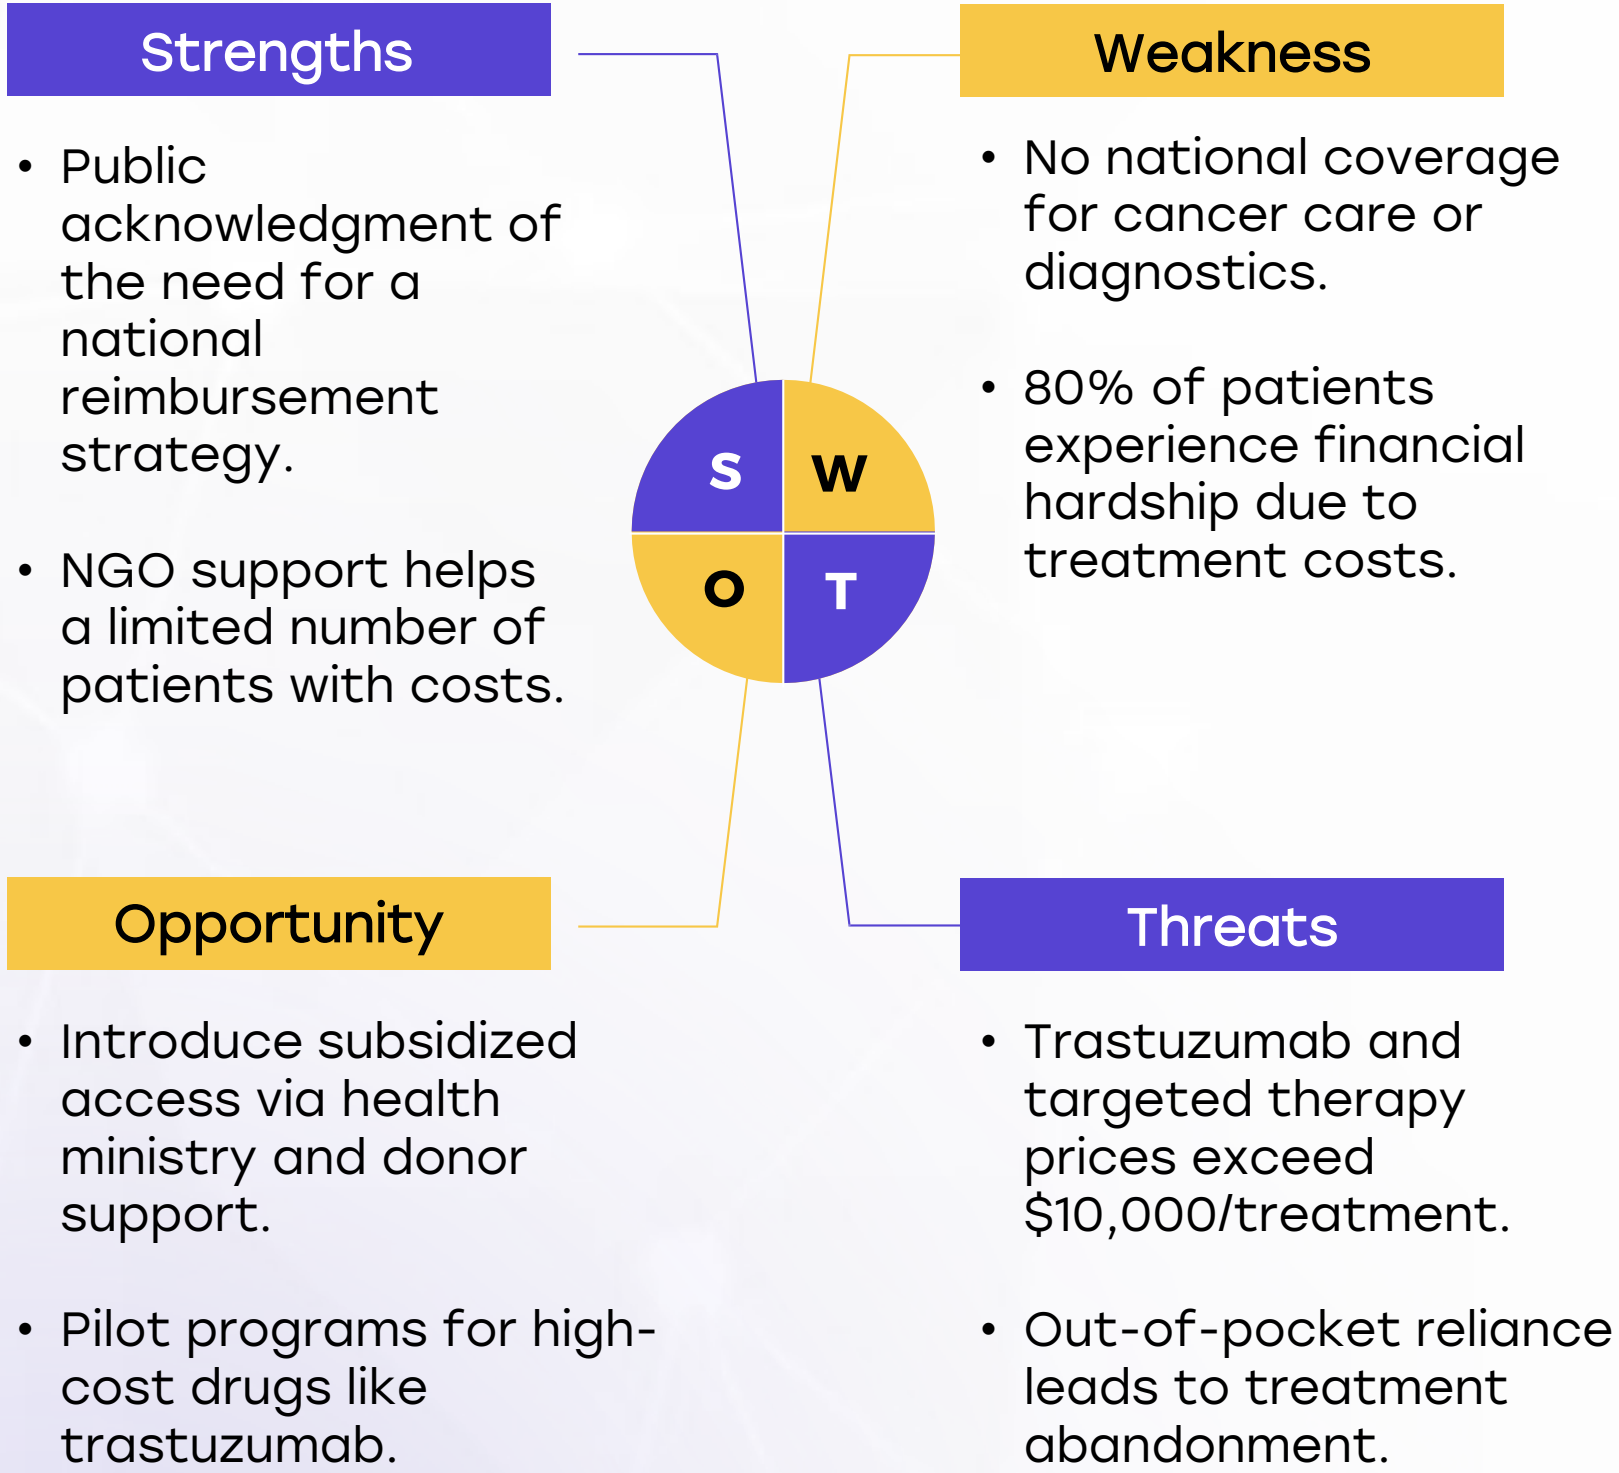 Strengths
• Public
acknowledgment of
the need for a
national
reimbursement
strategy.
• NGO support helps
a limited number of
patients with costs.
Weakness
• No national coverage
for cancer care or
diagnostics.
• 80% of patients
experience financial
hardship due to
treatment costs.
S
W
O
T
Opportunity
• Introduce subsidized
access via health
ministry and donor
support.
• Pilot programs for high-
cost drugs like
trastuzumab.
Threats
• Trastuzumab and
targeted therapy
prices exceed
$10,000/treatment.
• Out-of-pocket reliance
leads to treatment
abandonment.